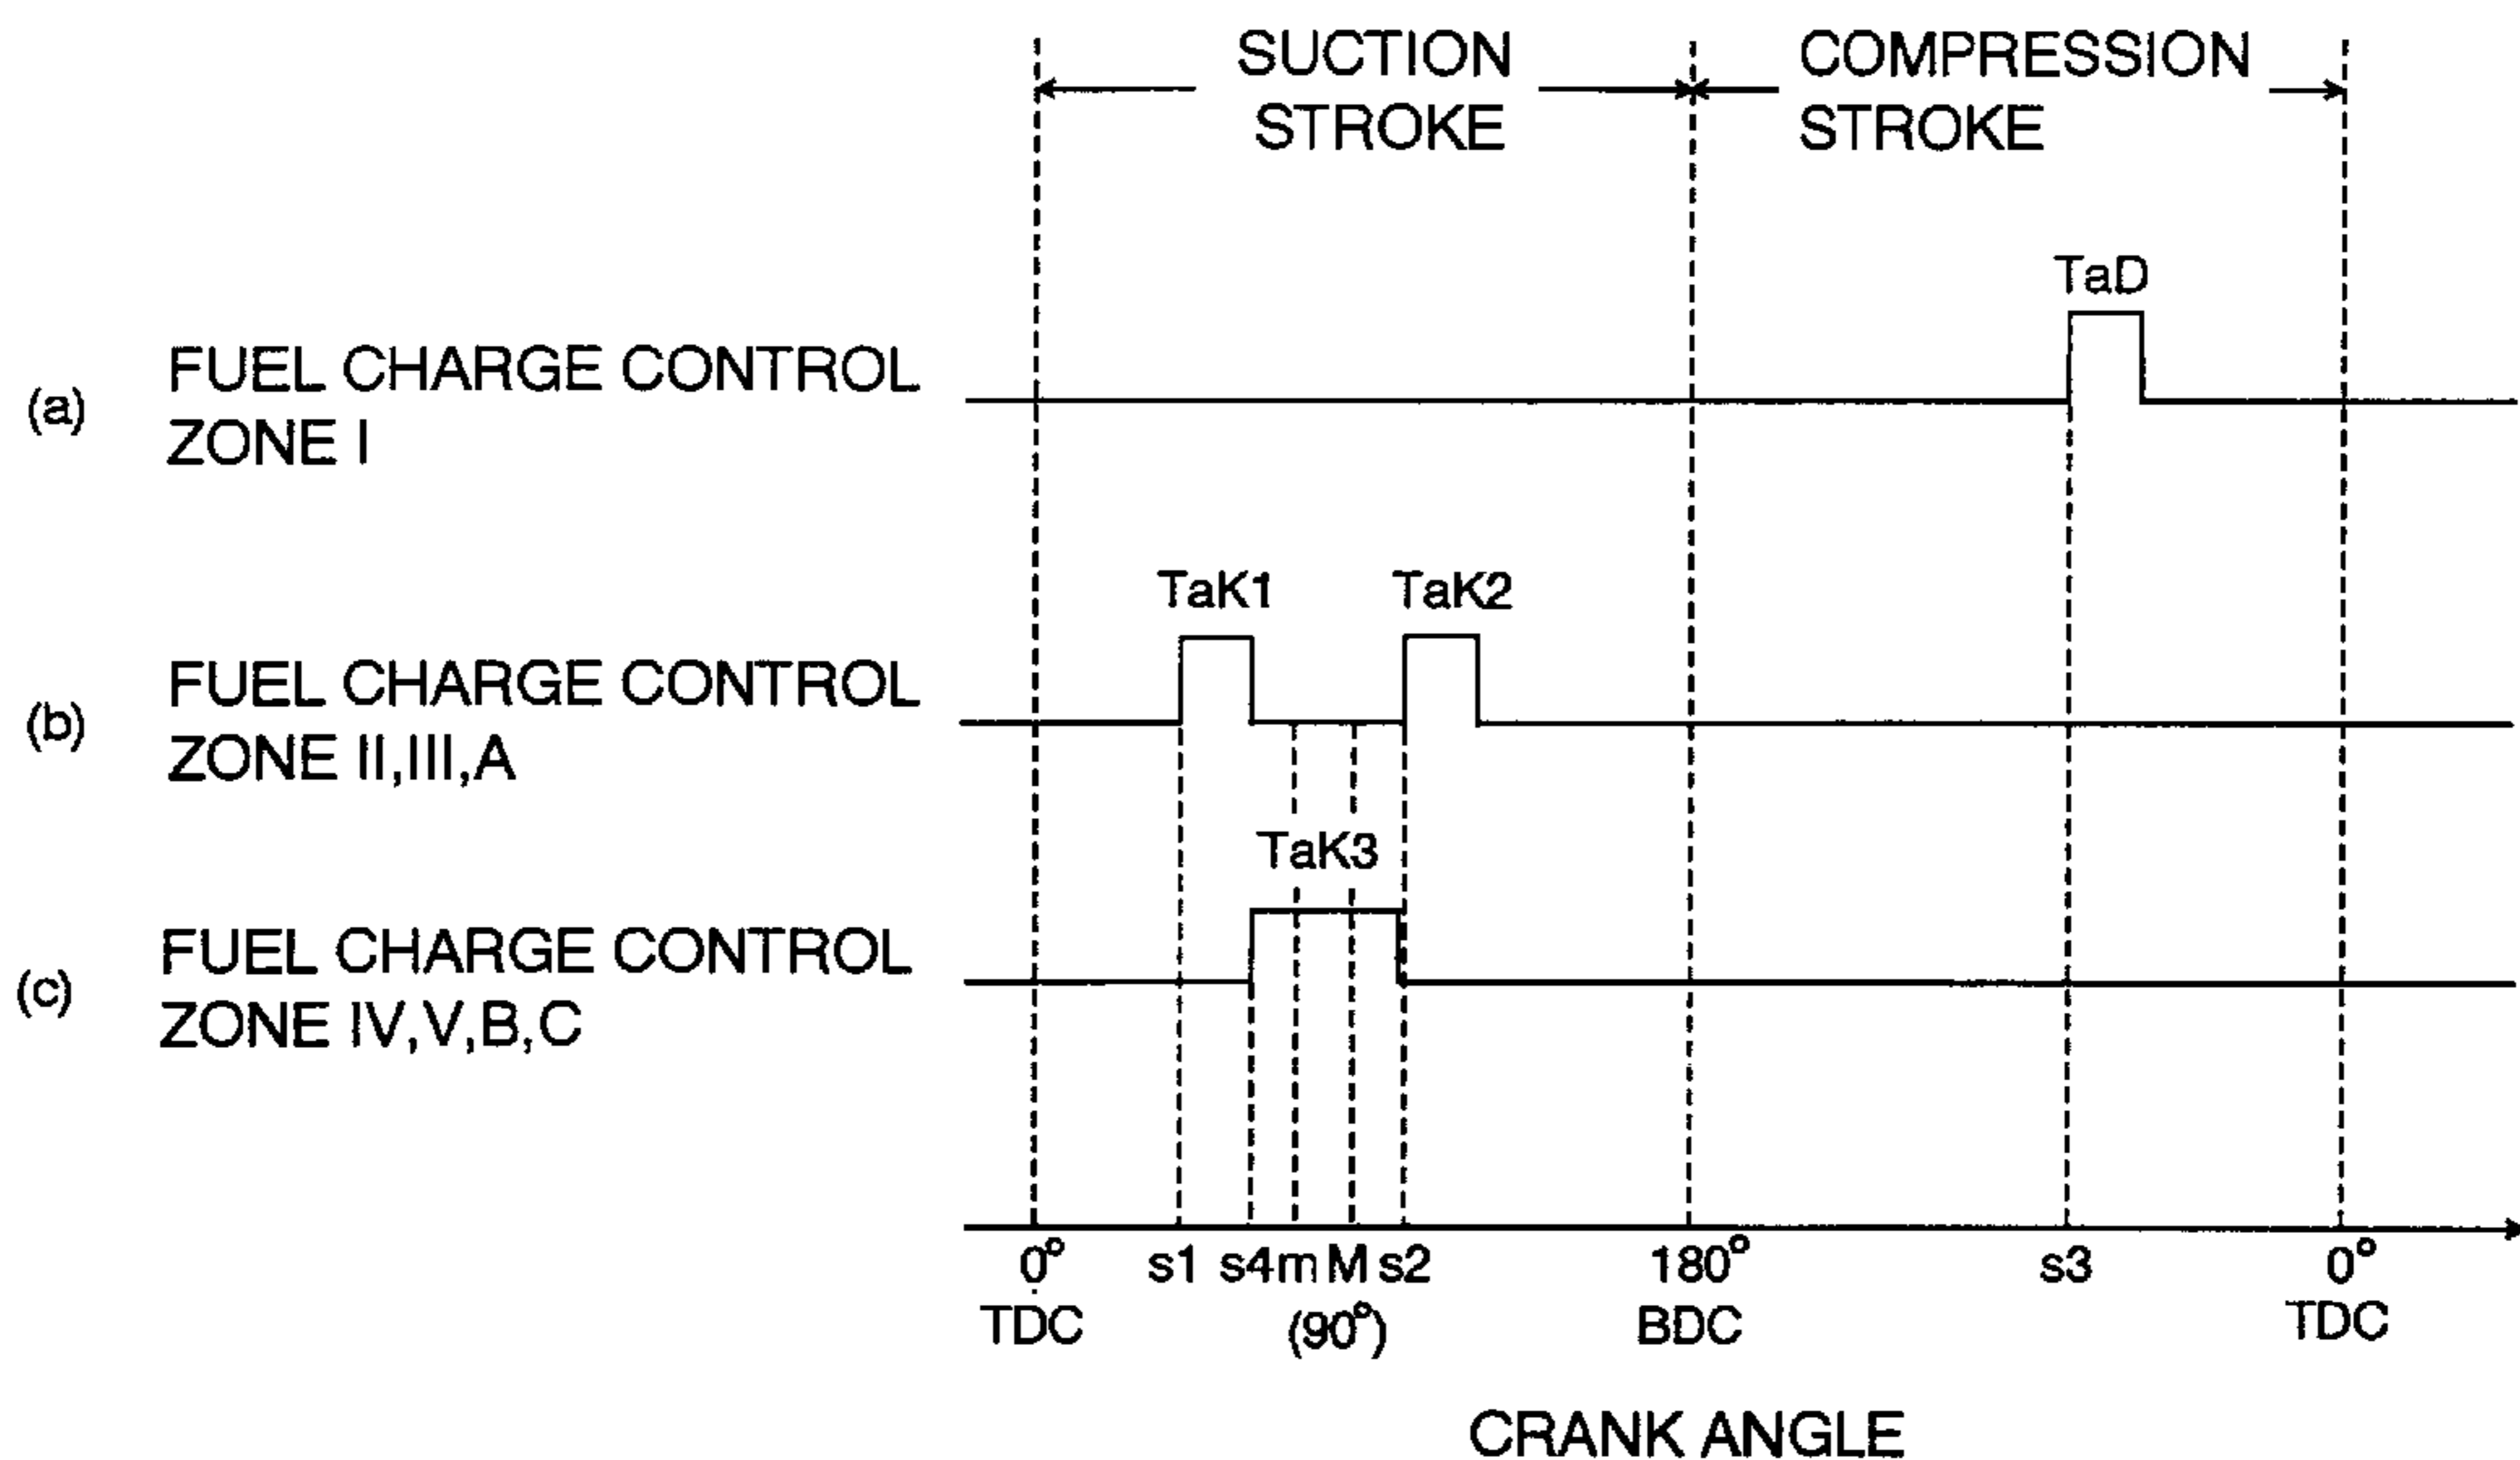 SUCTION STROKE
COMPRESSION STROKE
TaD
(a) FUEL CHARGE CONTROL
ZONE I
TaK1 TaK2
(b) FUEL CHARGE CONTROL
ZONE II,III,A
TaK3
(c) FUEL CHARGE CONTROL
ZONE IV,V,B,C
0° s1 s4 m M s2 180° s3 0°
TDC (90°) BDC TDC
CRANK ANGLE